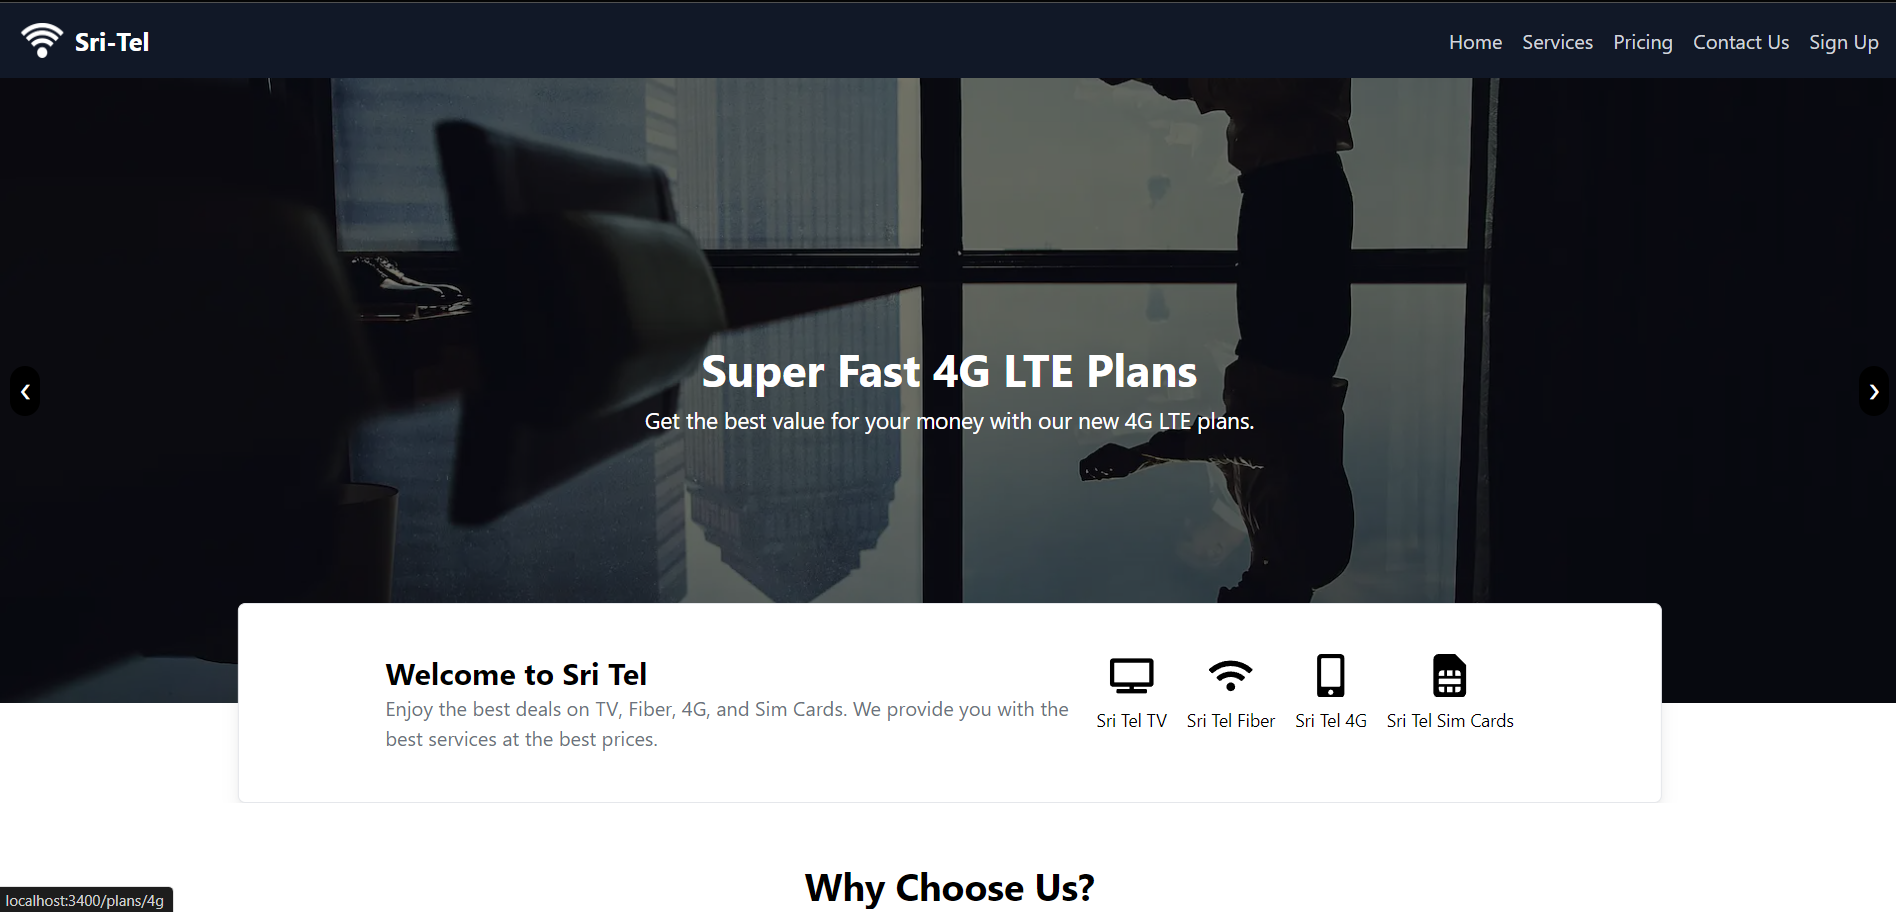 Sri-Tel
Home Services Pricing Contact Us Sign Up
❮ ❯
Super Fast 4G LTE Plans
Get the best value for your money with our new 4G LTE plans.
Welcome to Sri Tel
Enjoy the best deals on TV, Fiber, 4G, and Sim Cards. We provide you with the
best services at the best prices.
Sri Tel TV Sri Tel Fiber Sri Tel 4G Sri Tel Sim Cards
Why Choose Us?
localhost:3400/plans/4g